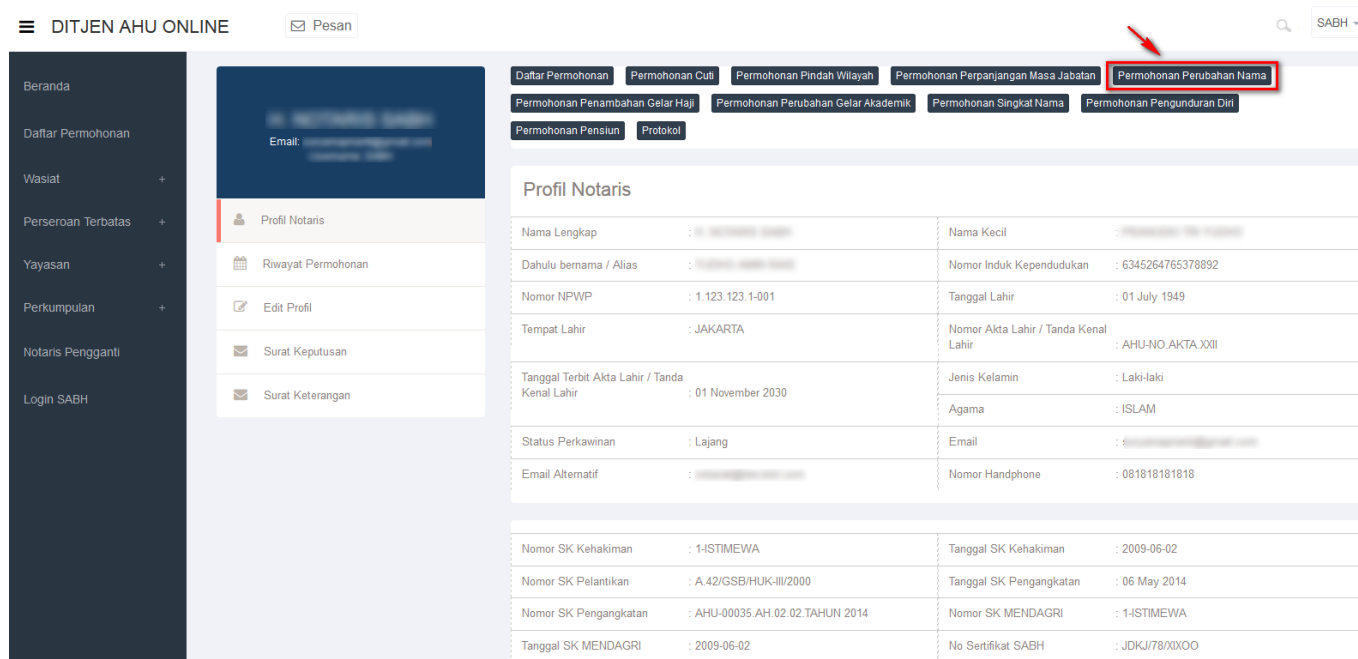 DITJEN AHU ONLINE
Pesan
SABH
Beranda
Daftar Permohonan
Wasiat +
Perseroan Terbatas +
Yayasan +
Perkumpulan +
Notaris Pengganti
Login SABH
Email:
Profil Notaris
Riwayat Permohonan
Edit Profil
Surat Keputusan
Surat Keterangan
Daftar Permohonan Permohonan Cuti Permohonan Pindah Wilayah Permohonan Perpanjangan Masa Jabatan Permohonan Perubahan Nama
Permohonan Penambahan Gelar Haji Permohonan Perubahan Gelar Akademik Permohonan Singkat Nama Permohonan Pengunduran Diri
Permohonan Pensiun Protokol
Profil Notaris
Nama Lengkap : Nama Kecil :
Dahulu bernama / Alias : Nomor Induk Kependudukan : 6345264765378892
Nomor NPWP : 1.123.123.1-001 Tanggal Lahir : 01 July 1949
Tempat Lahir : JAKARTA Nomor Akta Lahir / Tanda Kenal
Lahir : AHU-NO.AKTA.XXII
Tanggal Terbit Akta Lahir / Tanda
Kenal Lahir : 01 November 2030
Jenis Kelamin : Laki-laki
Agama : ISLAM
Status Perkawinan : Lajang Email :
Email Alternatif : Nomor Handphone : 081818181818
Nomor SK Kehakiman : 1-ISTIMEWA Tanggal SK Kehakiman : 2009-06-02
Nomor SK Pelantikan : A.42/GSB/HUK-III/2000 Tanggal SK Pengangkatan : 06 May 2014
Nomor SK Pengangkatan : AHU-00035.AH.02.02.TAHUN 2014 Nomor SK MENDAGRI : 1-ISTIMEWA
Tanggal SK MENDAGRI : 2009-06-02 No Sertifikat SABH : JDKJ/78/XIXOO